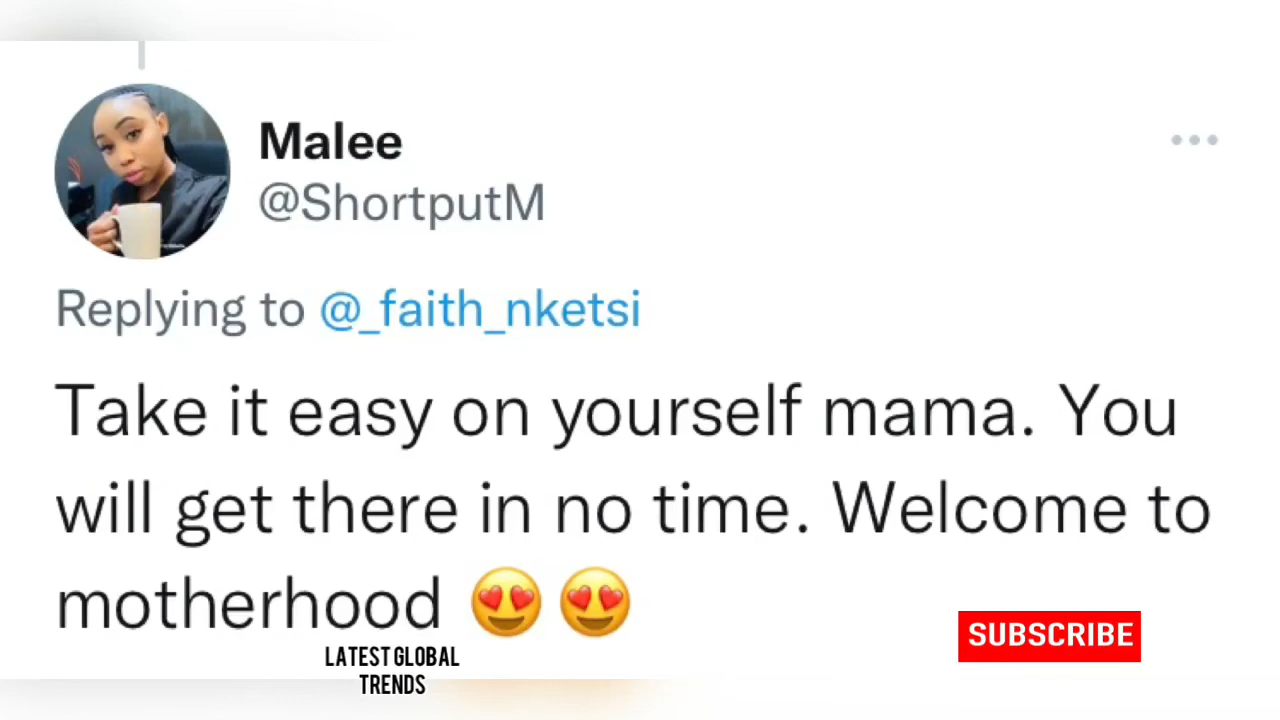 Malee
@ShortputM
Replying to @_faith_nketsi
Take it easy on yourself mama. You
will get there in no time. Welcome to
motherhood 😍😍
SUBSCRIBE
LATEST GLOBAL
TRENDS